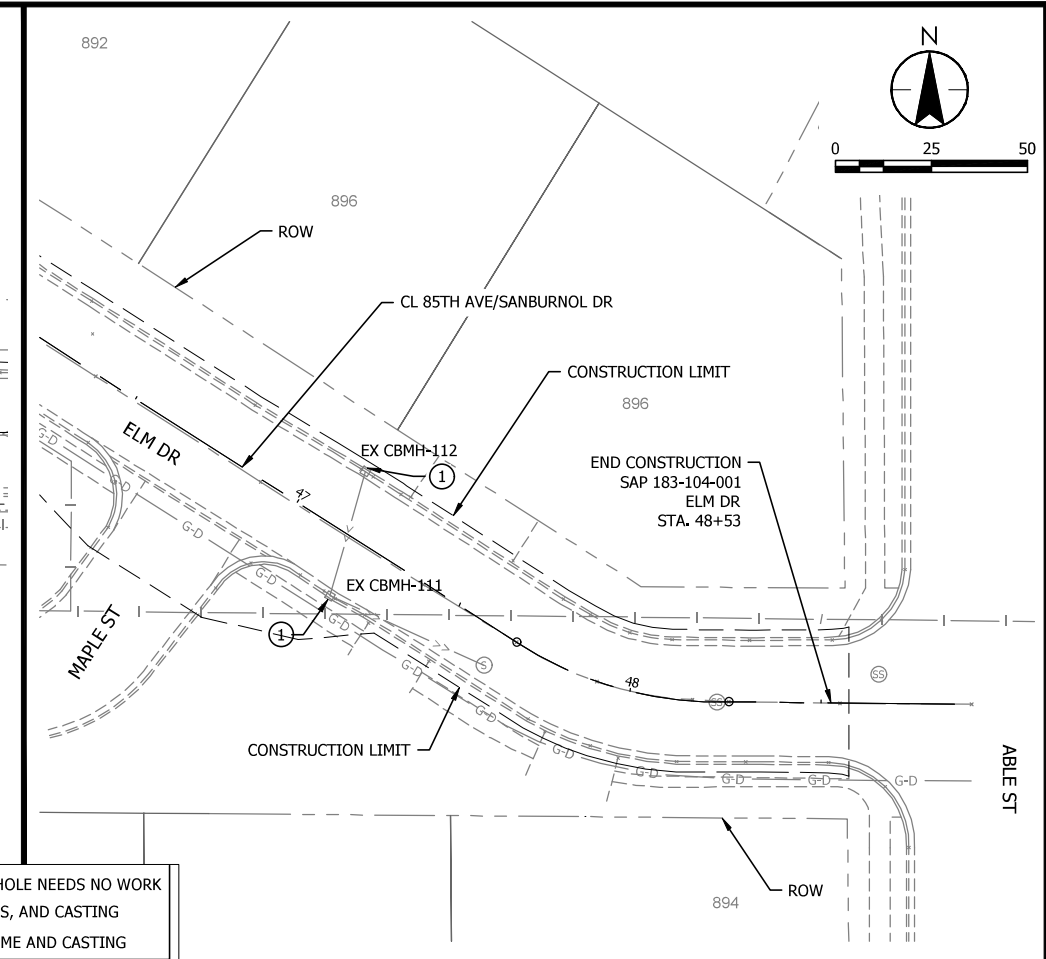 892
N
0 25 50
896
ROW
CL 85TH AVE/SANBURNOL DR
CONSTRUCTION LIMIT
896
G-D
ELM DR
EX CBMH-112
1
END CONSTRUCTION
SAP 183-104-001
ELM DR
STA. 48+53
47
G-D
G-D
EX CBMH-111
G-D
1
MAPLE ST
S
G-D
48
SS
SS
G-D
CONSTRUCTION LIMIT
G-D
G-D
G-D
G-D
G-D
ABLE ST
ROW
894
HOLE NEEDS NO WORK
S, AND CASTING
ME AND CASTING